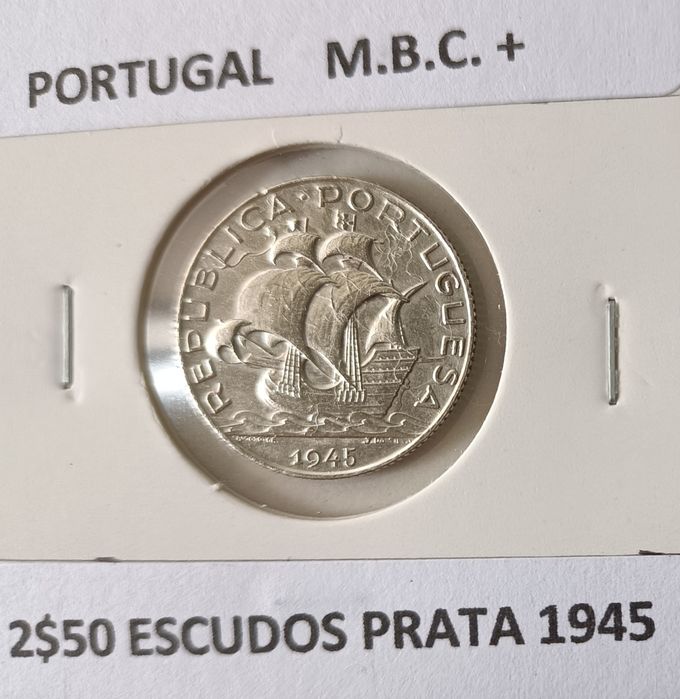 PORTUGAL M.B.C. +
REPUBLICA · PORTUGUESA
1945
2$50 ESCUDOS PRATA 1945